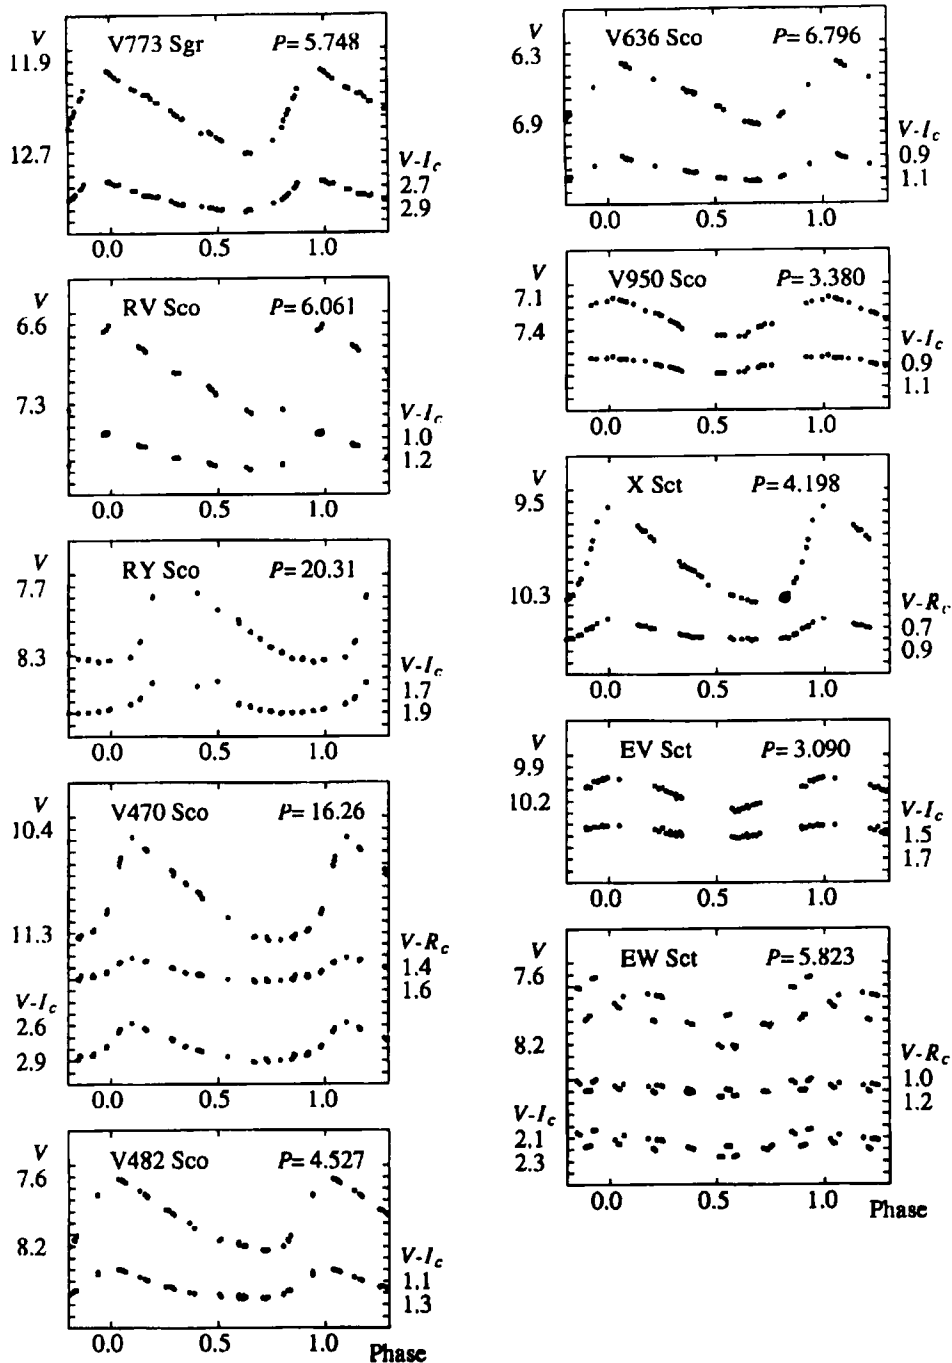 V773 Sgr P= 5.748
V
11.9
12.7
V-Ic
2.7
2.9
0.0 0.5 1.0
RV Sco P= 6.061
V
6.6
7.3
V-Ic
1.0
1.2
0.0 0.5 1.0
RY Sco P= 20.31
V
7.7
8.3
V-Ic
1.7
1.9
0.0 0.5 1.0
V470 Sco P= 16.26
V
10.4
11.3
V-Rc
1.4
1.6
V-Ic
2.6
2.9
0.0 0.5 1.0
V482 Sco P= 4.527
V
7.6
8.2
V-Ic
1.1
1.3
0.0 0.5 1.0
Phase
V636 Sco P= 6.796
V
6.3
6.9
V-Ic
0.9
1.1
0.0 0.5 1.0
V950 Sco P= 3.380
V
7.1
7.4
V-Ic
0.9
1.1
0.0 0.5 1.0
X Sct P= 4.198
V
9.5
10.3
V-Rc
0.7
0.9
0.0 0.5 1.0
EV Sct P= 3.090
V
9.9
10.2
V-Ic
1.5
1.7
0.0 0.5 1.0
EW Sct P= 5.823
V
7.6
8.2
V-Rc
1.0
1.2
V-Ic
2.1
2.3
0.0 0.5 1.0
Phase